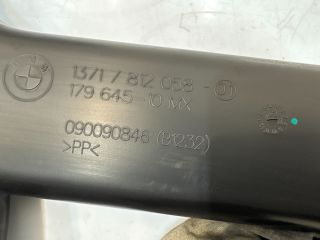 1371 7 812 058 - 01
179 645 - 10 MX
090090846 (81232)
>PP<